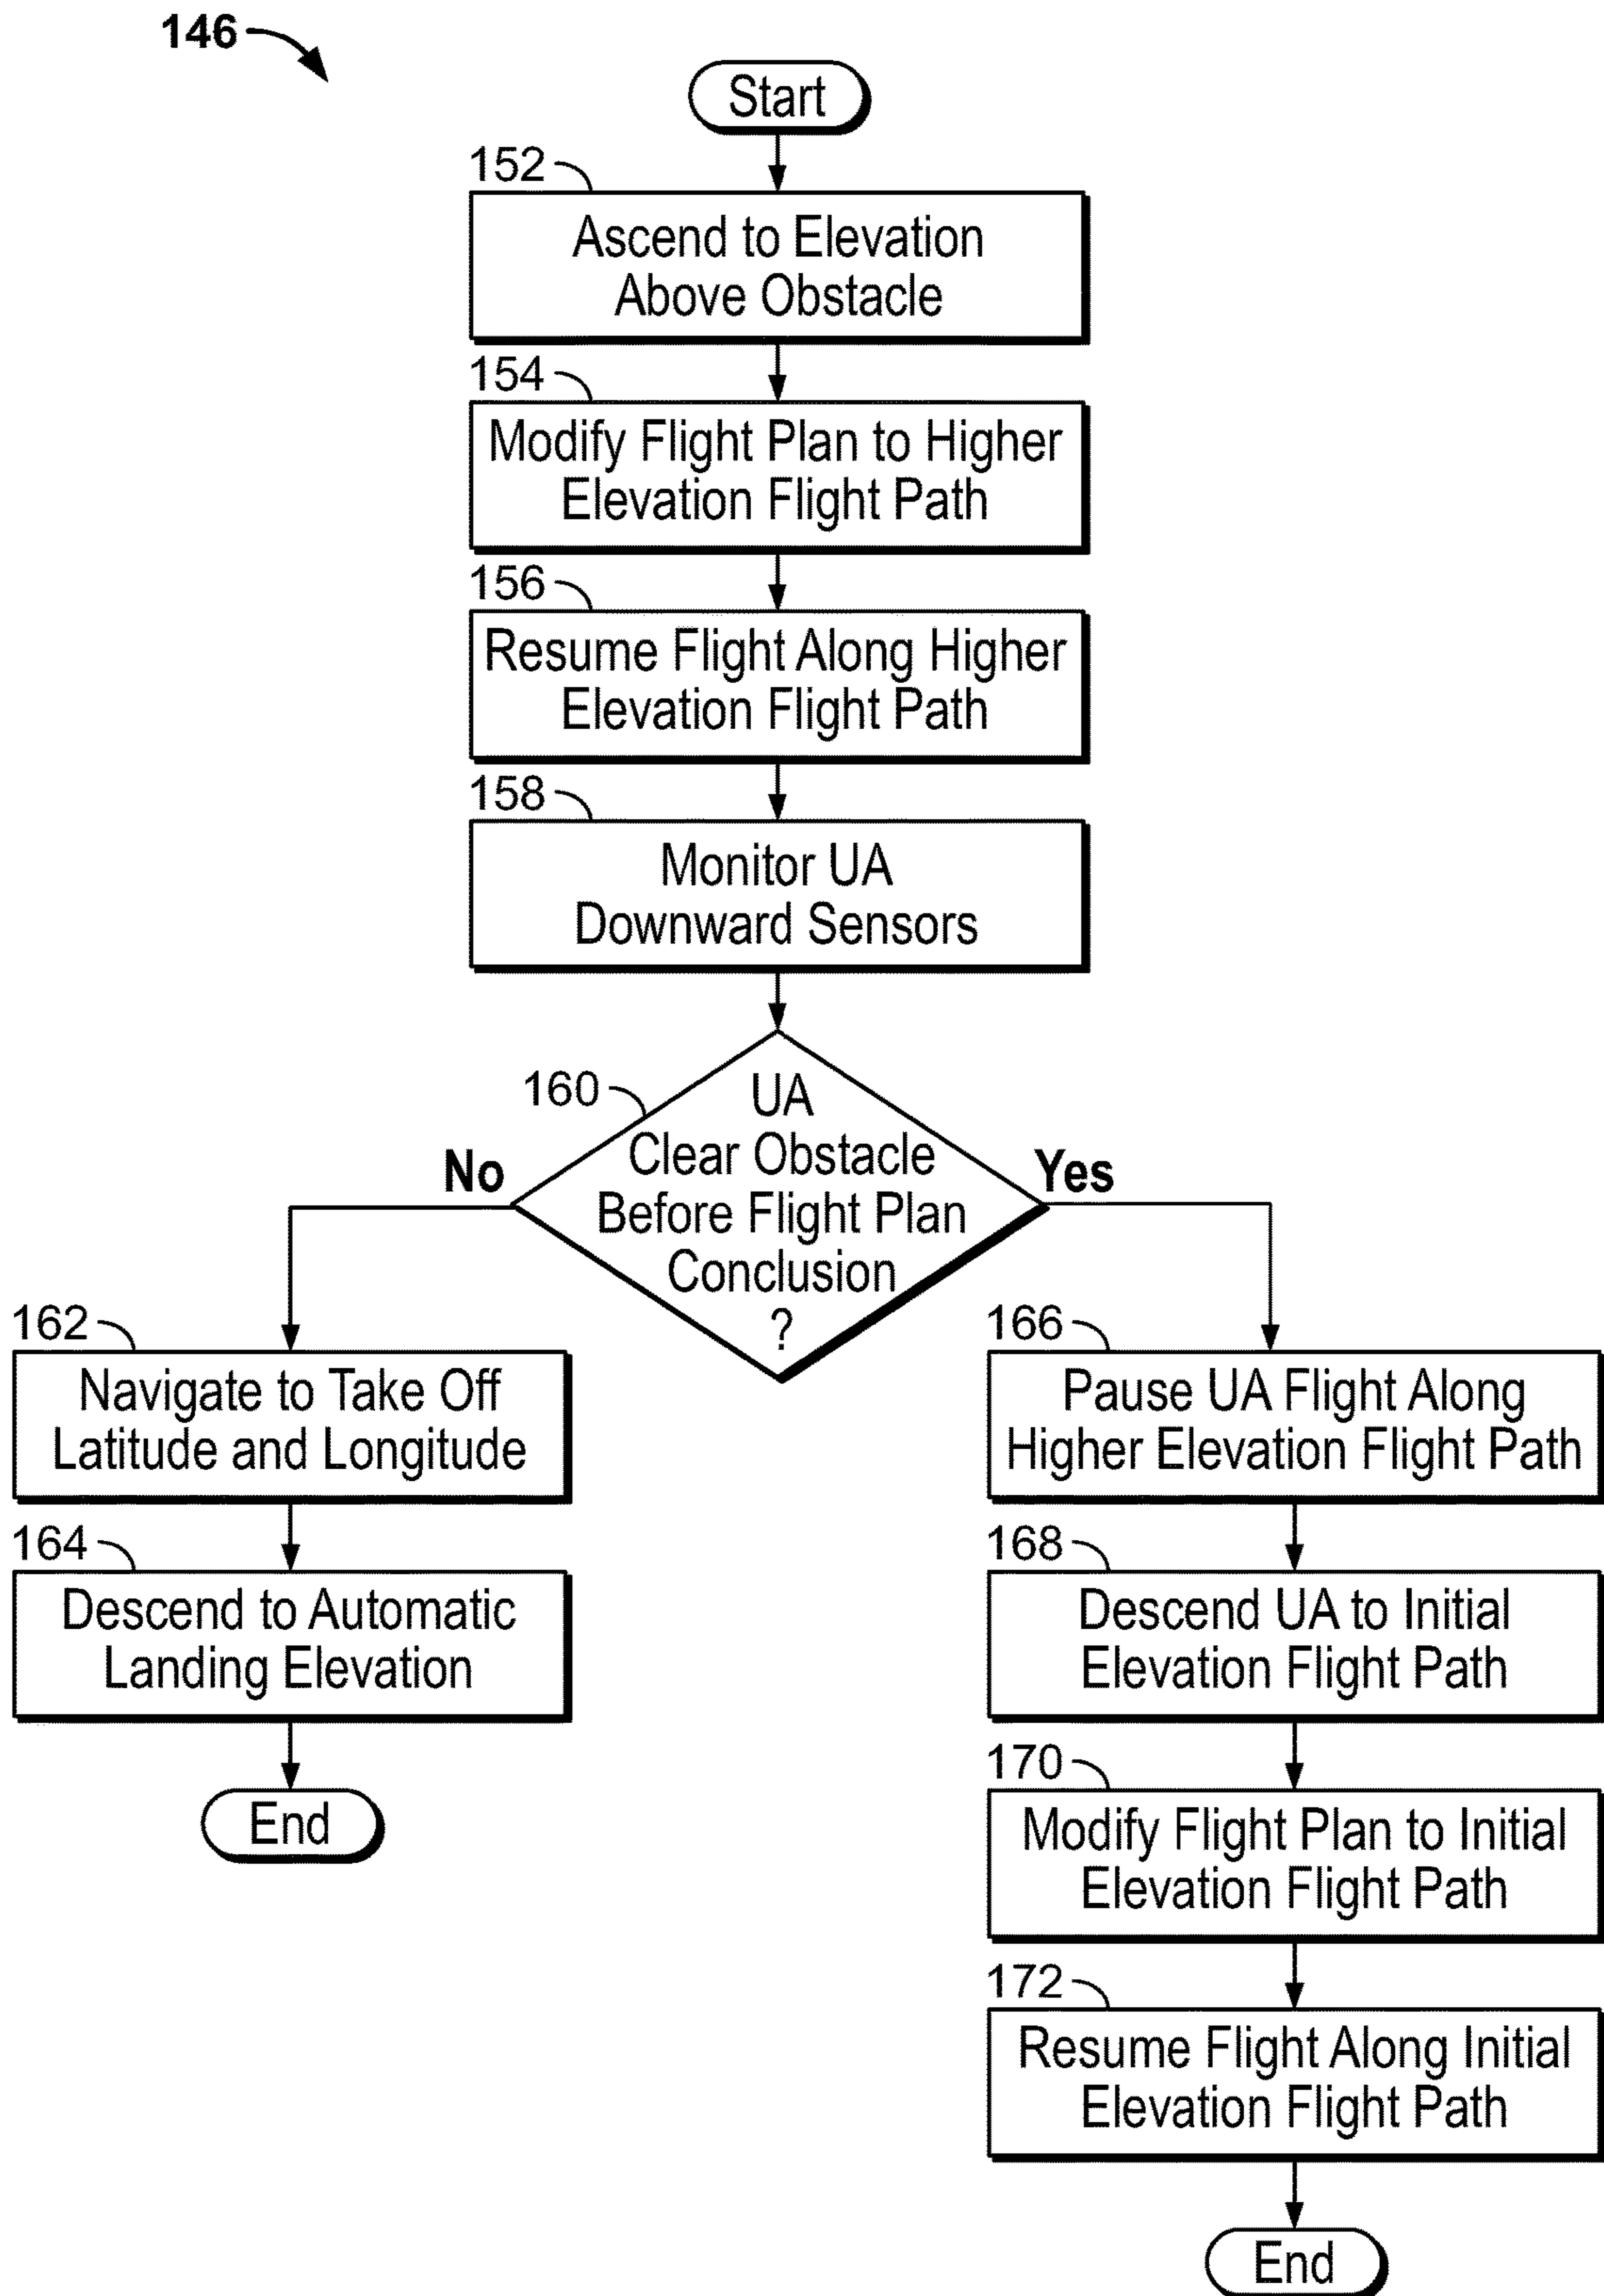 146
Start
152
Ascend to Elevation
Above Obstacle
154
Modify Flight Plan to Higher
Elevation Flight Path
156
Resume Flight Along Higher
Elevation Flight Path
158
Monitor UA
Downward Sensors
160
UA
Clear Obstacle
Before Flight Plan
Conclusion
?
No
Yes
162
Navigate to Take Off
Latitude and Longitude
164
Descend to Automatic
Landing Elevation
End
166
Pause UA Flight Along
Higher Elevation Flight Path
168
Descend UA to Initial
Elevation Flight Path
170
Modify Flight Plan to Initial
Elevation Flight Path
172
Resume Flight Along Initial
Elevation Flight Path
End